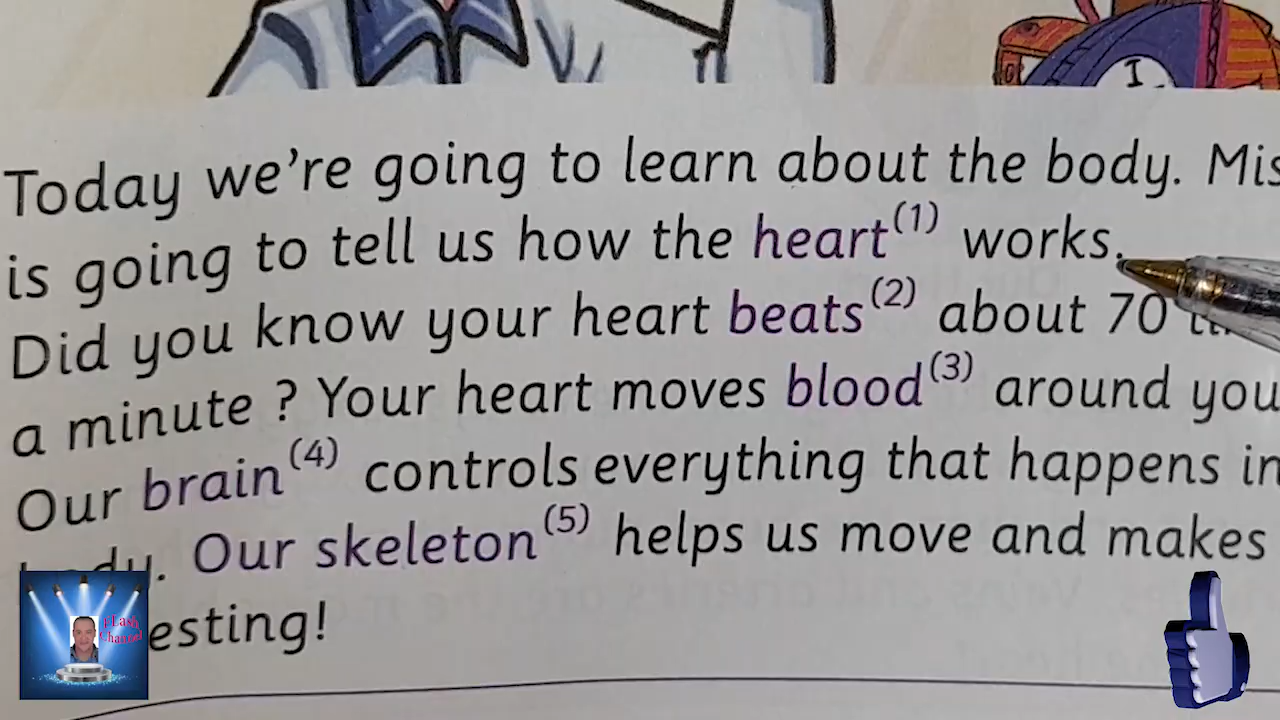 I
Today we're going to learn about the body. Mis
is going to tell us how the heart(1) works.
Did you know your heart beats(2) about 70
a minute ? Your heart moves blood(3) around you
Our brain(4) controls everything that happens in
body. Our skeleton(5) helps us move and makes
esting!
FLash
Channel